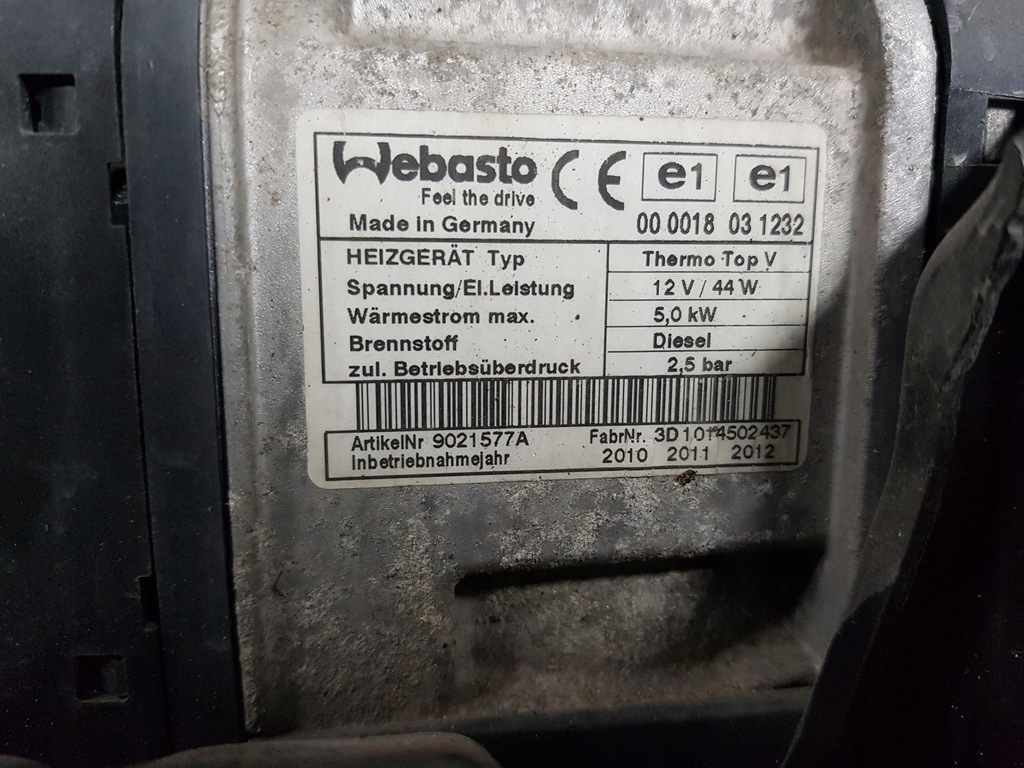 Webasto CE e1 e1
Feel the drive
Made in Germany 00 0018 03 1232
HEIZGERÄT Typ Thermo Top V
Spannung/El.Leistung 12 V / 44 W
Wärmestrom max. 5,0 kW
Brennstoff Diesel
zul. Betriebsüberdruck 2,5 bar
ArtikelNr 9021577A FabrNr. 3D1014502437
Inbetriebnahmejahr 2010 2011 2012